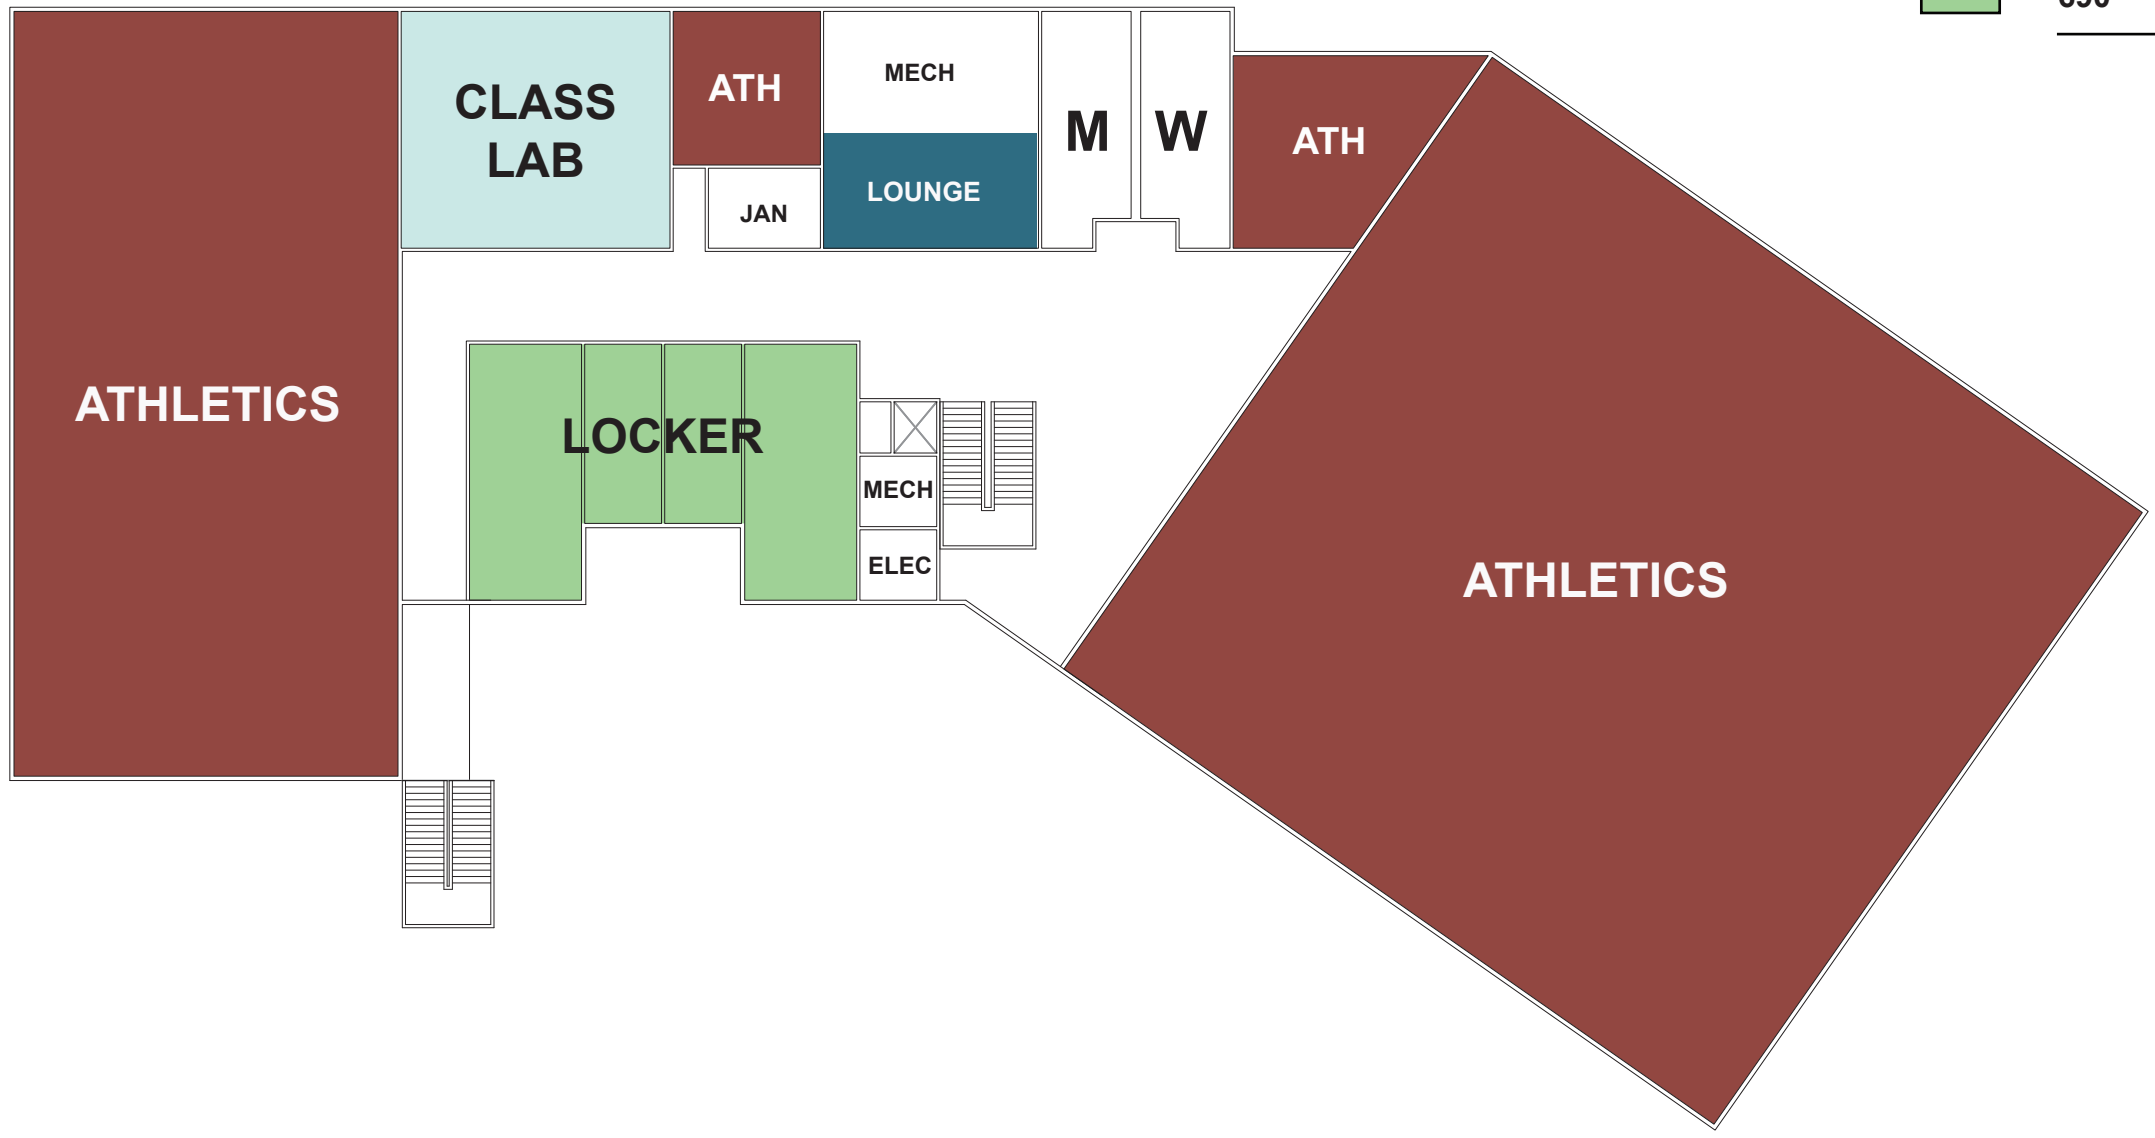 CLASS
LAB
ATH
MECH
M
W
ATH
LOUNGE
JAN
ATHLETICS
LOCKER
MECH
ELEC
ATHLETICS